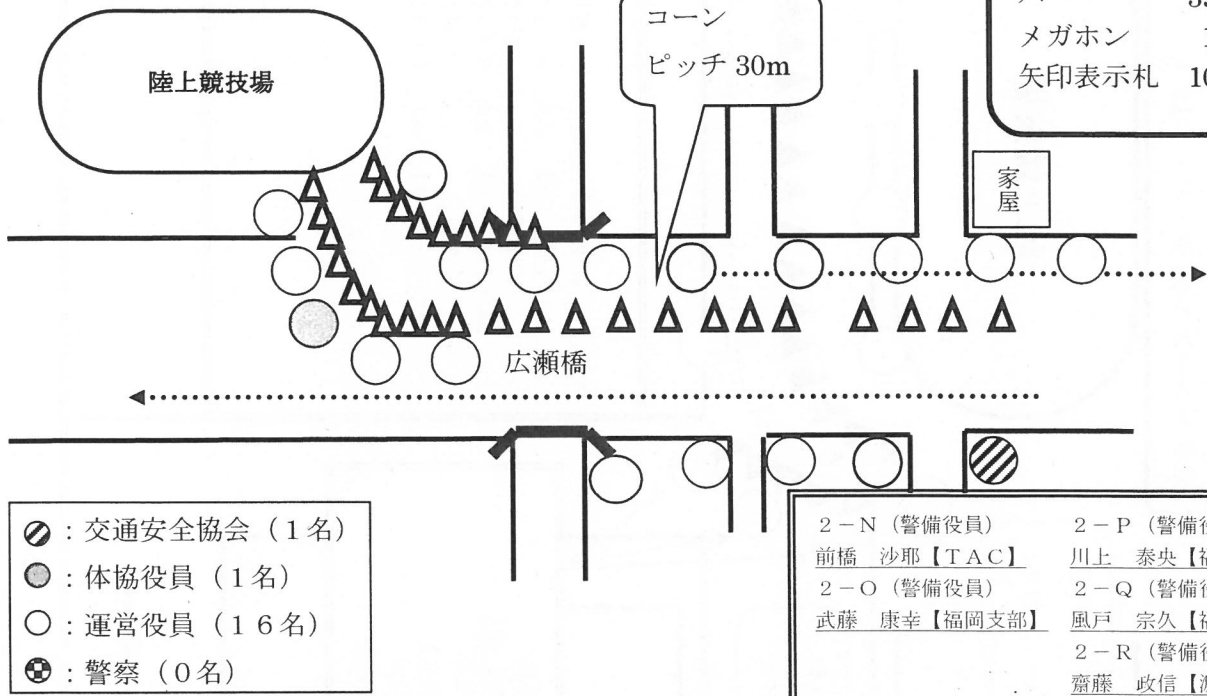 コーン
ピッチ 30m
メガホン
矢印表示札
陸上競技場
家屋
広瀬橋
：交通安全協会（1名）
：体協役員（1名）
：運営役員（16名）
：警察（0名）
2－N（警備役員）
前橋　沙耶【TAC】
2－O（警備役員）
武藤　康幸【福岡支部】
2－P（警備
川上　泰央【
2－Q（警備
風戸　宗久【
2－R（警備
齋藤　政信【